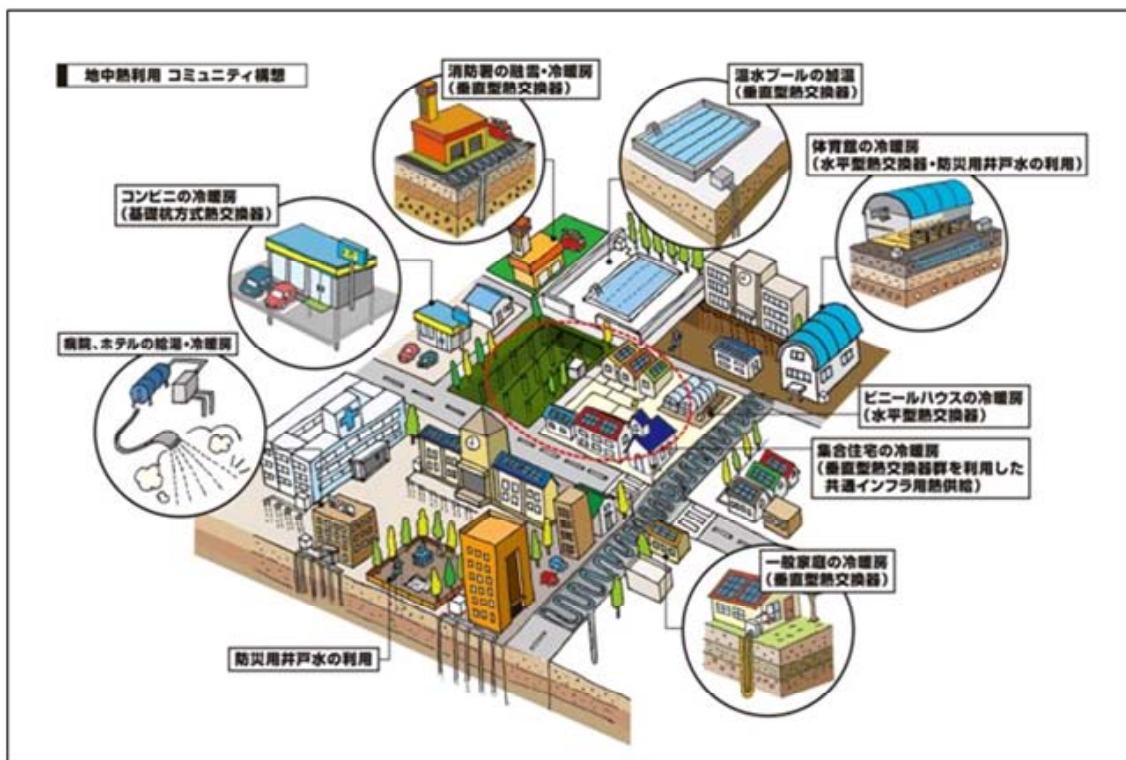 地中熱利用 コミュニティ構想
消防署の融雪・冷暖房
(垂直型熱交換器)
温水プールの加温
(垂直型熱交換器)
体育館の冷暖房
(水平型熱交換器・防災用井戸水の利用)
コンビニの冷暖房
(基礎杭方式熱交換器)
病院、ホテルの給湯・冷暖房
ビニールハウスの冷暖房
(水平型熱交換器)
集合住宅の冷暖房
(垂直型熱交換器群を利用した
共通インフラ用熱供給)
一般家庭の冷暖房
(垂直型熱交換器)
防災用井戸水の利用